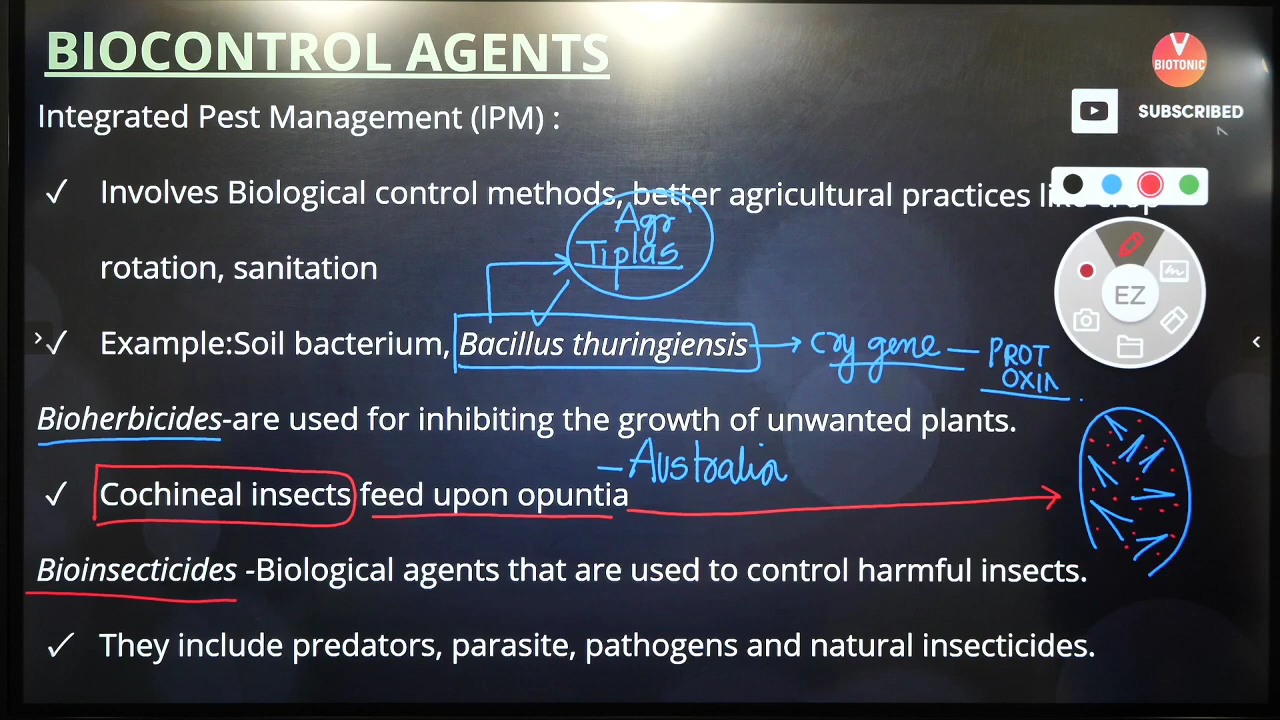 BIOCONTROL AGENTS
V
BIOTONIC
SUBSCRIBED
Integrated Pest Management (IPM) :
✓ Involves Biological control methods, better agricultural practices like crop
Agr
Tiplas
EZ
rotation, sanitation
✓ Example:Soil bacterium, Bacillus thuringiensis → Cry gene — PROT
OXIN
Bioherbicides-are used for inhibiting the growth of unwanted plants.
– Australia
✓ Cochineal insects feed upon opuntia
Bioinsecticides -Biological agents that are used to control harmful insects.
✓ They include predators, parasite, pathogens and natural insecticides.